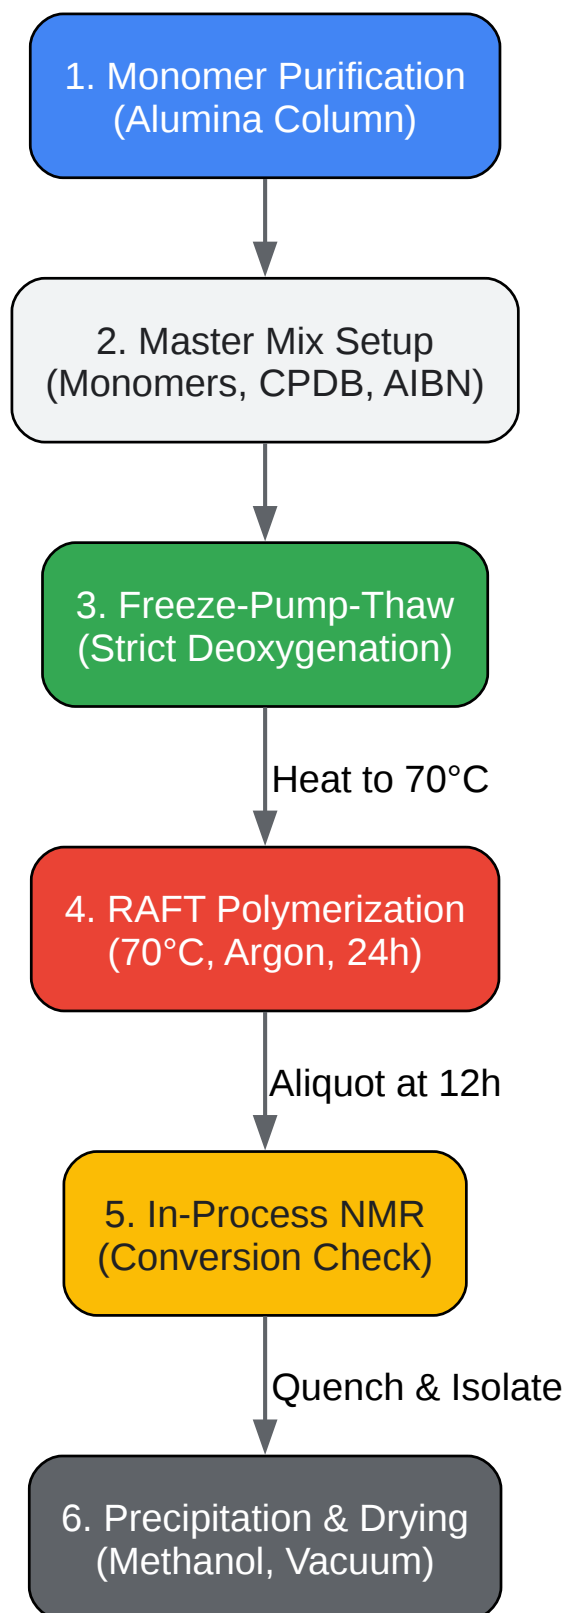 1. Monomer Purification
(Alumina Column)
2. Master Mix Setup
(Monomers, CPDB, AIBN)
3. Freeze-Pump-Thaw
(Strict Deoxygenation)
Heat to 70°C
4. RAFT Polymerization
(70°C, Argon, 24h)
Aliquot at 12h
5. In-Process NMR
(Conversion Check)
Quench & Isolate
6. Precipitation & Drying
(Methanol, Vacuum)